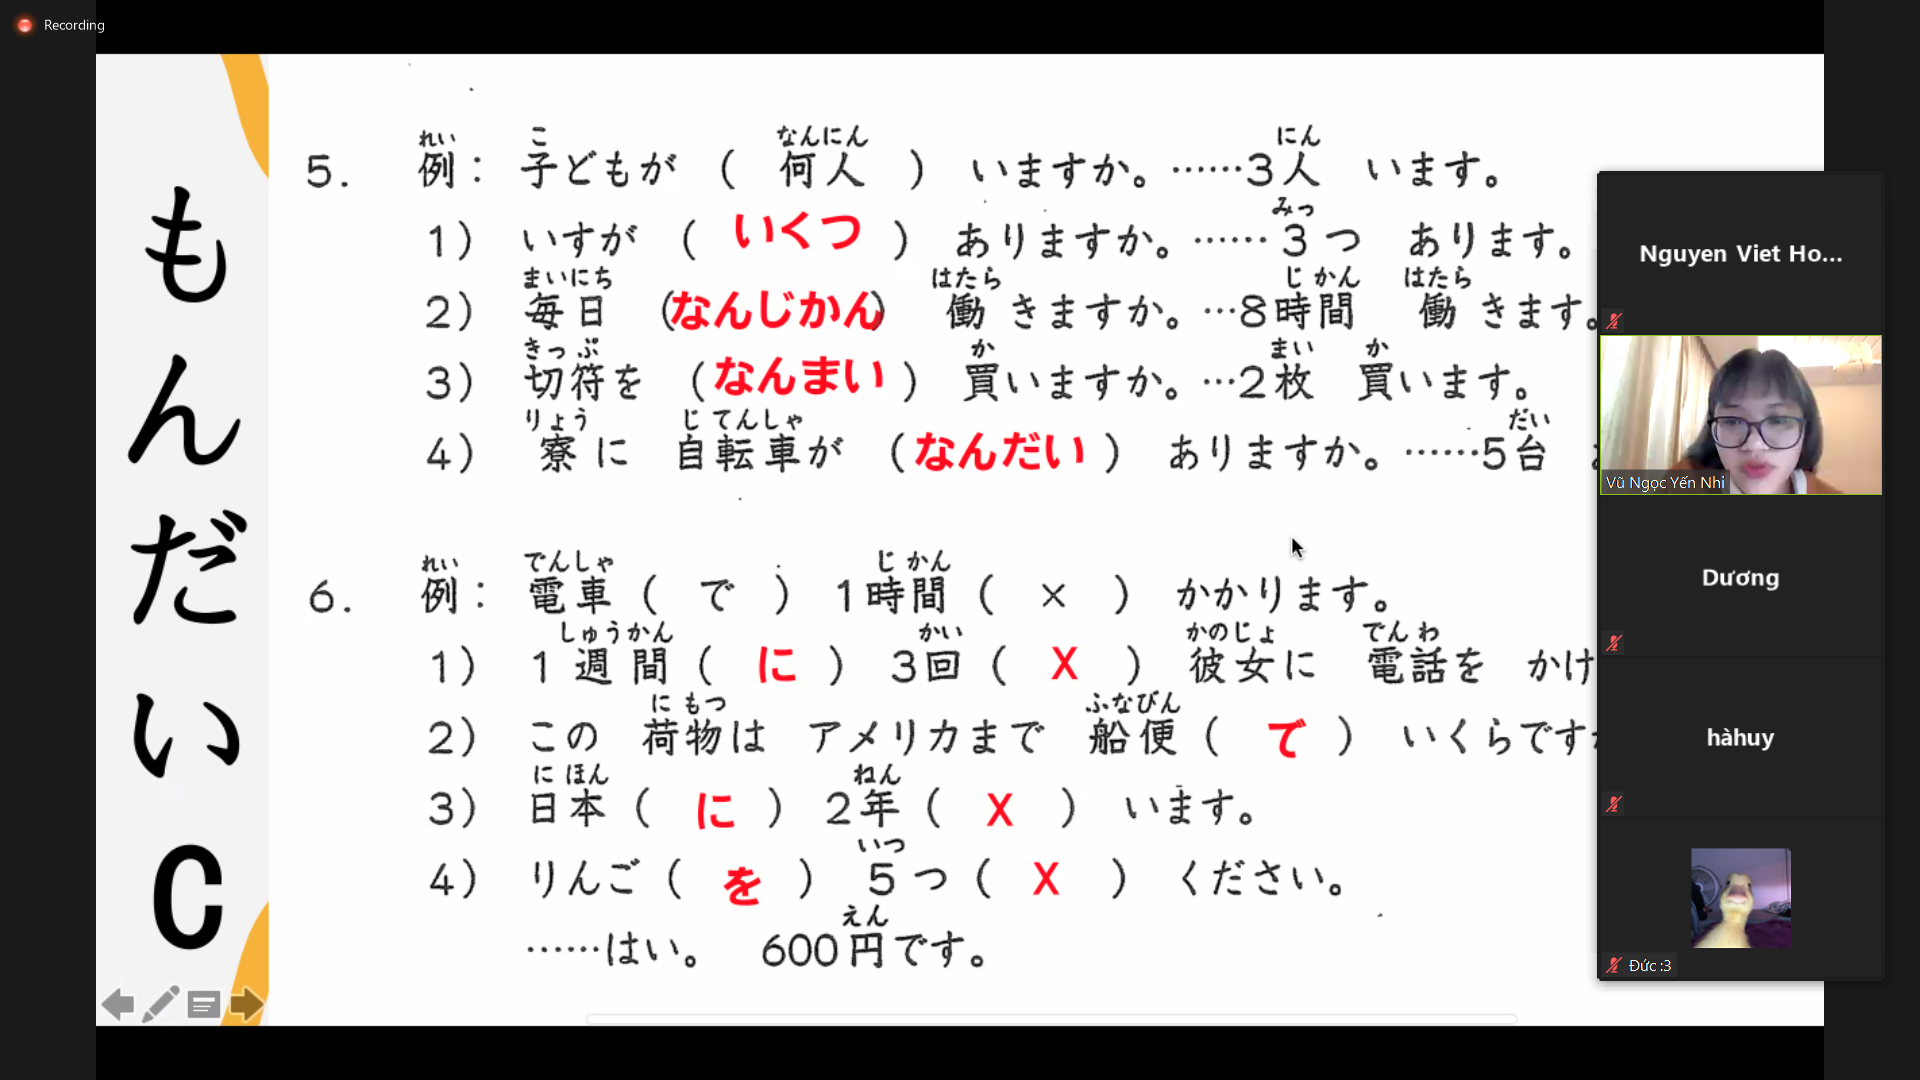 Recording
もんだい C
5. 例： 子どもが （ 何人 ） います​か。……3人 います。
れい こ なんにん にん
1） いすが （ いくつ ） ありますか。……3つ あります。
みっ
2） 毎日 （なんじかん） 働きますか。…8時間 働きます。
まいにち はたら じかん はたら
3） 切符を （なんまい） 買いますか。…2枚 買います。
きっぷ か まい か
4） 寮に 自転車が （なんだい） ありますか。……5台
りょう じてんしゃ だい
6. 例： 電車（ で ） 1時間（ × ） かかります。
れい でんしゃ じかん
1） 1週間（ に ） 3回（ X ） 彼女に 電話を かけ
しゅうかん かい かのじょ でんわ
2） この 荷物は アメリカまで 船便（ で ） いくらです
にもつ ふなびん
3） 日本（ に ） 2年（ X ） います。
にほん ねん
4） りんご（ を ） 5つ（ X ） ください。
いつ
……はい。 600円です。
えん
Nguyen Viet Ho...
Vũ Ngọc Yến Nhi
Dương
hàhuy
Đức :3